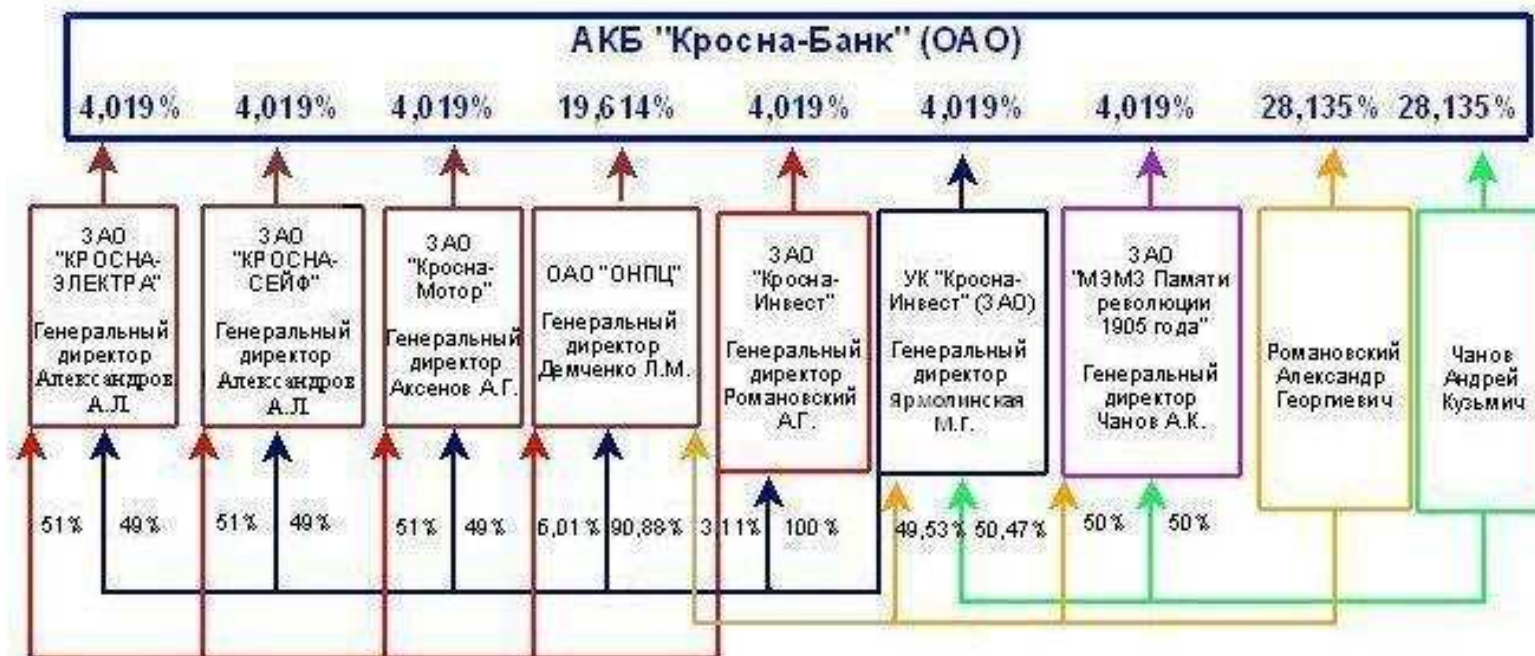 АКБ "Кросна-Банк" (ОАО)
4,019% 4,019% 4,019% 19,614% 4,019% 4,019% 4,019% 28,135% 28,135%
ЗАО
"КРОСНА-
ЭЛЕКТРА"
Генеральный
директор
Александров
А.Л
ЗАО
"КРОСНА-
СЕЙФ"
Генеральный
директор
Александров
А.Л
ЗАО
"Кросна-
Мотор"
Генеральный
директор
Аксенов А.Г.
ОАО "ОНПЦ"
Генеральный
директор
Демченко Л.М.
ЗАО
"Кросна-
Инвест"
Генеральный
директор
Романовский
А.Г.
УК "Кросна-
Инвест" (ЗАО)
Генеральный
директор
Ярмолинская
М.Г.
ЗАО
"МЭМЗ Памяти
революции
1905 года"
Генеральный
директор
Чанов А.К.
Романовский
Александр
Георгиевич
Чанов
Андрей
Кузьмич
51% 49% 51% 49% 51% 49% 6,01% 90,88% 3,11% 100% 49,53% 50,47% 50% 50%